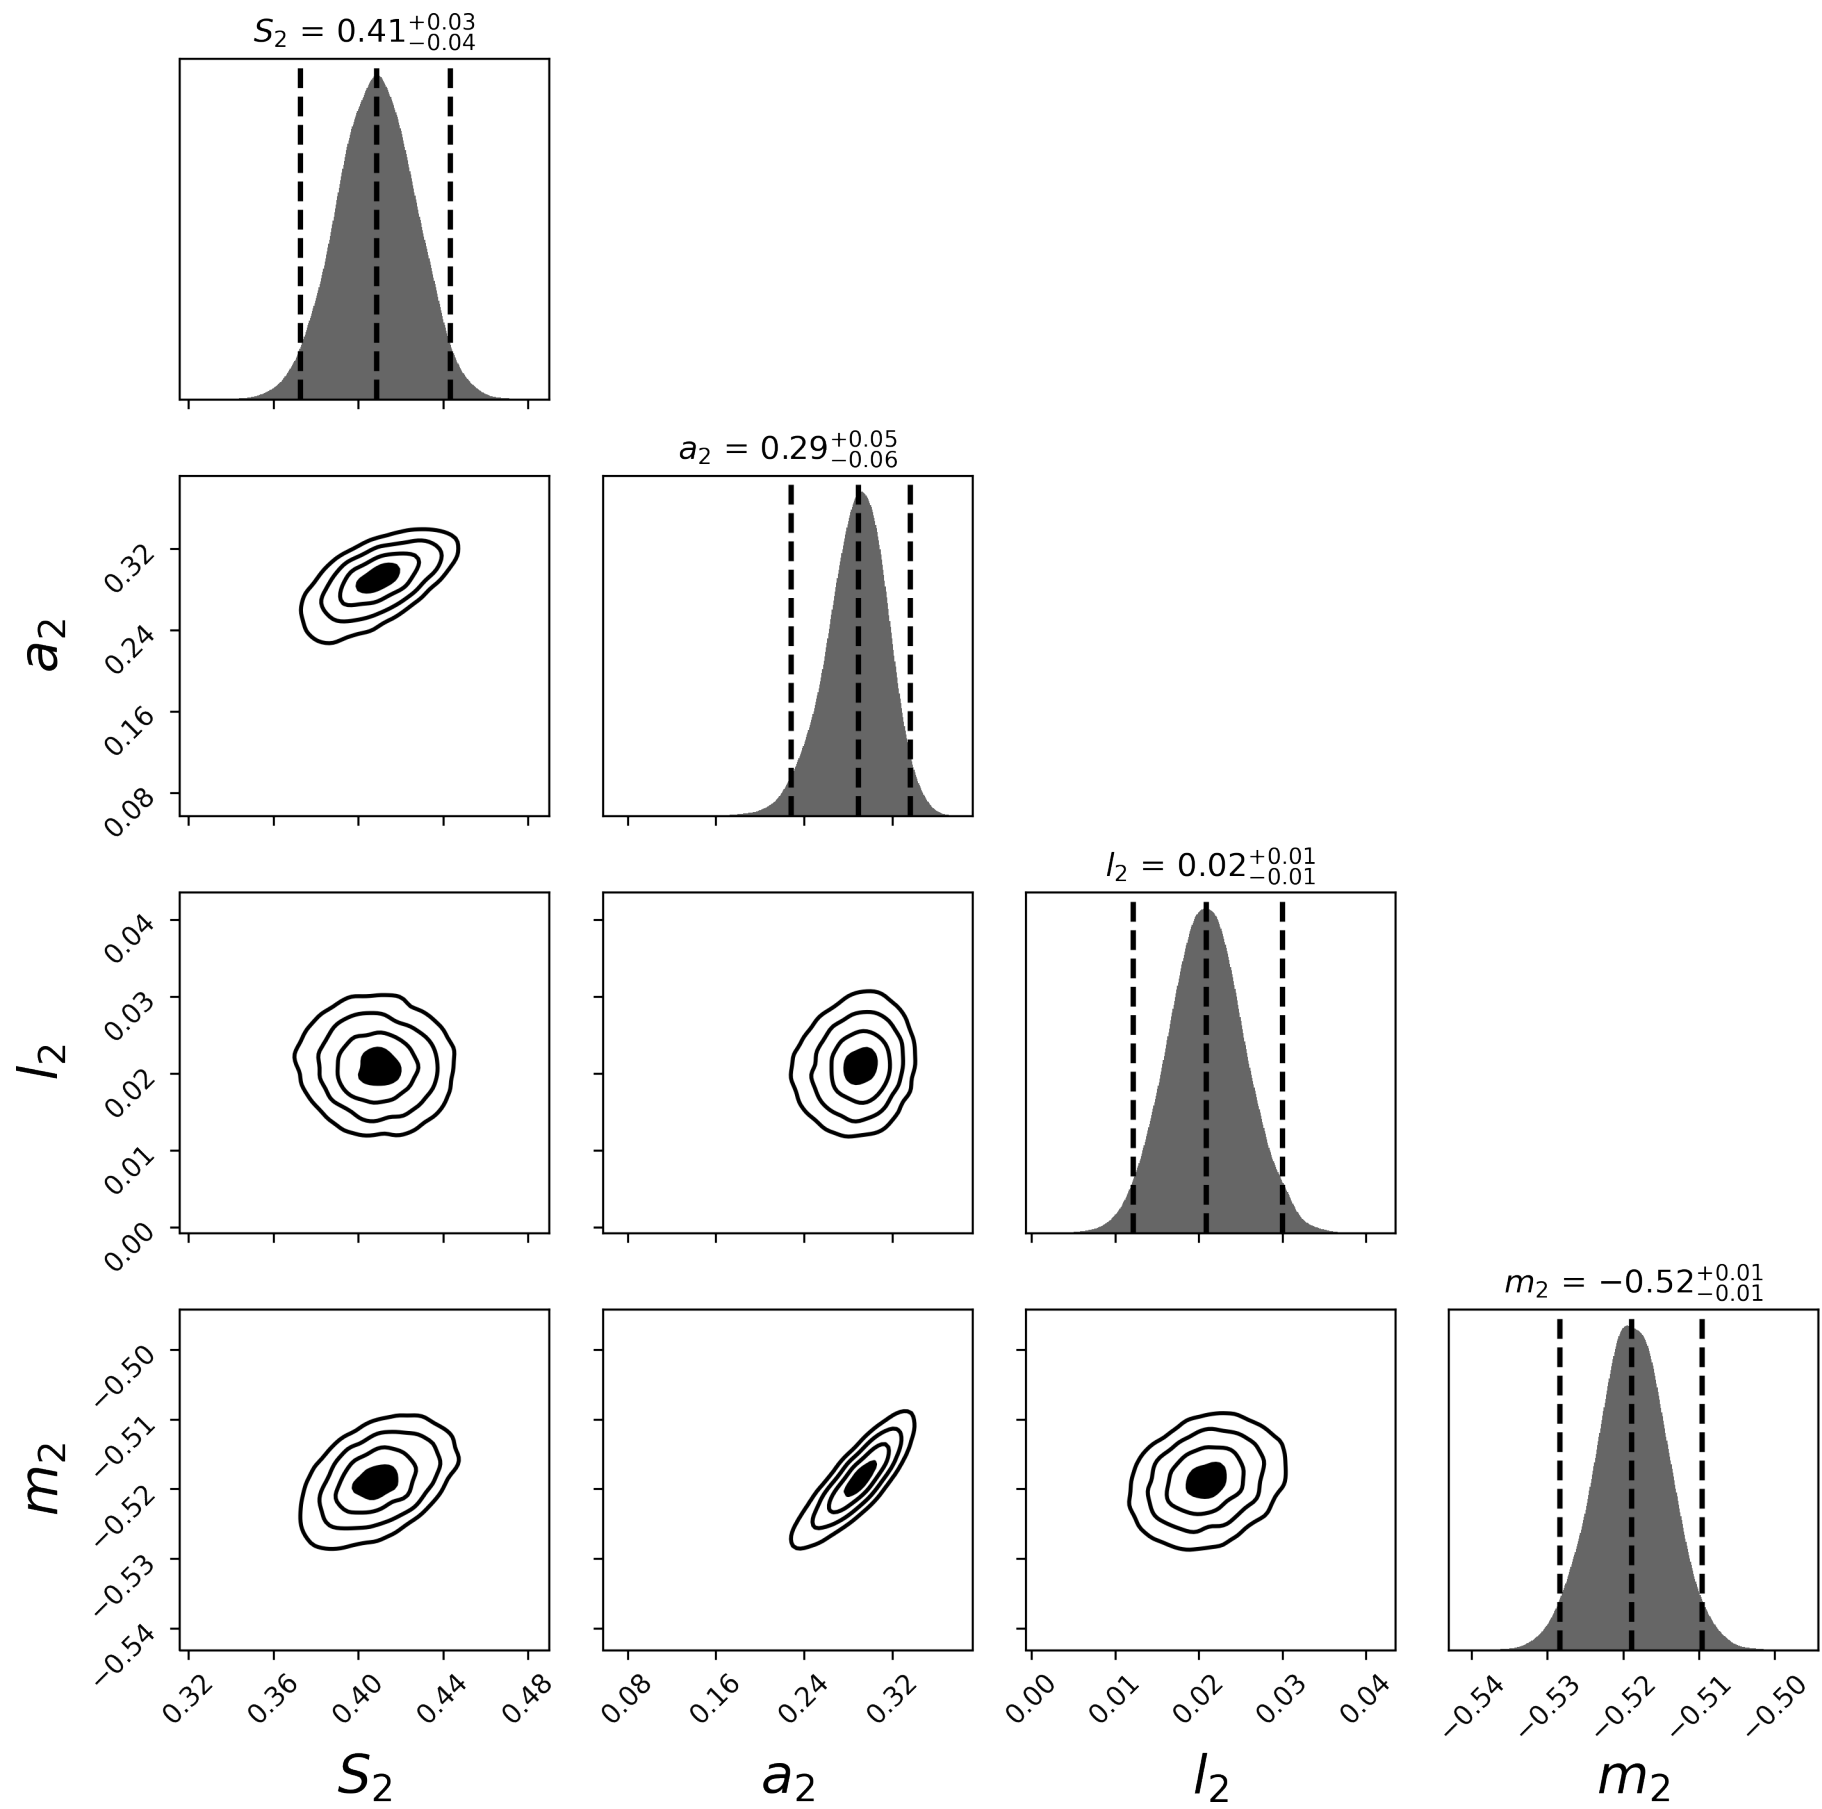 S₂ = 0.41⁺⁰·⁰³₋₀.₀₄
a₂ = 0.29⁺⁰·⁰⁵₋₀.₀₆
a₂
0.32
0.24
0.16
0.08
l₂ = 0.02⁺⁰·⁰¹₋₀.₀₁
l₂
0.04
0.03
0.02
0.01
0.00
m₂ = −0.52⁺⁰·⁰¹₋₀.₀₁
m₂
−0.50
−0.51
−0.52
−0.53
−0.54
0.32 0.36 0.40 0.44 0.48 0.08 0.16 0.24 0.32 0.00 0.01 0.02 0.03 0.04 −0.54 −0.53 −0.52 −0.51 −0.50
S₂ a₂ l₂ m₂